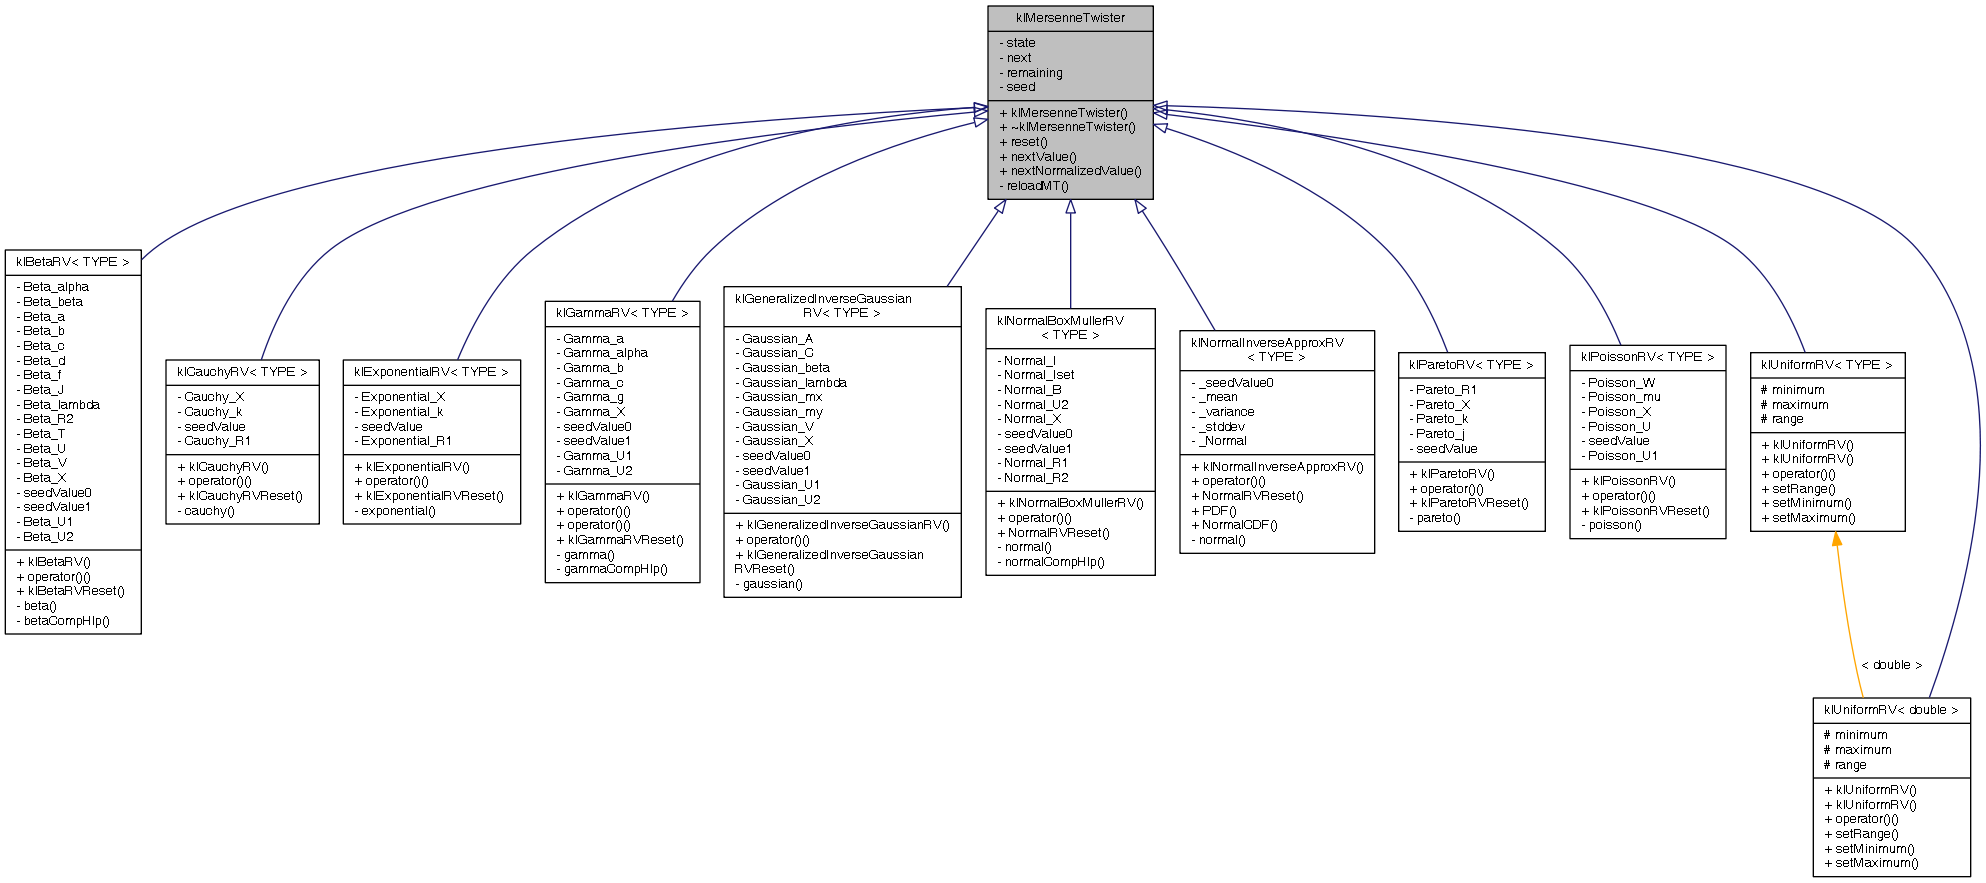 klMersenneTwister
- state
- next
- remaining
- seed
+ klMersenneTwister()
+ ~klMersenneTwister()
+ reset()
+ nextValue()
+ nextNormalizedValue()
- reloadMT()
klBetaRV< TYPE >
- Beta_alpha
- Beta_beta
- Beta_a
- Beta_b
- Beta_c
- Beta_d
- Beta_f
- Beta_J
- Beta_lambda
- Beta_R2
- Beta_T
- Beta_U
- Beta_V
- Beta_X
- seedValue0
- seedValue1
- Beta_U1
- Beta_U2
+ klBetaRV()
+ operator()()
+ klBetaRVReset()
- beta()
- betaCompHlp()
klCauchyRV< TYPE >
- Cauchy_X
- Cauchy_k
- seedValue
- Cauchy_R1
+ klCauchyRV()
+ operator()()
+ klCauchyRVReset()
- cauchy()
klExponentialRV< TYPE >
- Exponential_X
- Exponential_k
- seedValue
- Exponential_R1
+ klExponentialRV()
+ operator()()
+ klExponentialRVReset()
- exponential()
klGammaRV< TYPE >
- Gamma_a
- Gamma_alpha
- Gamma_b
- Gamma_c
- Gamma_g
- Gamma_X
- seedValue0
- seedValue1
- Gamma_U1
- Gamma_U2
+ klGammaRV()
+ operator()()
+ operator()()
+ klGammaRVReset()
- gamma()
- gammaCompHlp()
klGeneralizedInverseGaussian
RV< TYPE >
- Gaussian_A
- Gaussian_C
- Gaussian_beta
- Gaussian_lambda
- Gaussian_mx
- Gaussian_my
- Gaussian_V
- Gaussian_X
- seedValue0
- seedValue1
- Gaussian_U1
- Gaussian_U2
+ klGeneralizedInverseGaussianRV()
+ operator()()
+ klGeneralizedInverseGaussian
RVReset()
- gaussian()
klNormalBoxMullerRV
< TYPE >
- Normal_I
- Normal_Iset
- Normal_B
- Normal_U2
- Normal_X
- seedValue0
- seedValue1
- Normal_R1
- Normal_R2
+ klNormalBoxMullerRV()
+ operator()()
+ NormalRVReset()
- normal()
- normalCompHlp()
klNormalInverseApproxRV
< TYPE >
- _seedValue0
- _mean
- _variance
- _stddev
- _Normal
+ klNormalInverseApproxRV()
+ operator()()
+ NormalRVReset()
+ PDF()
+ NormalCDF()
- normal()
klParetoRV< TYPE >
- Pareto_R1
- Pareto_X
- Pareto_k
- Pareto_j
- seedValue
+ klParetoRV()
+ operator()()
+ klParetoRVReset()
- pareto()
klPoissonRV< TYPE >
- Poisson_W
- Poisson_mu
- Poisson_X
- Poisson_U
- seedValue
- Poisson_U1
+ klPoissonRV()
+ operator()()
+ klPoissonRVReset()
- poisson()
klUniformRV< TYPE >
# minimum
# maximum
# range
+ klUniformRV()
+ klUniformRV()
+ operator()()
+ setRange()
+ setMinimum()
+ setMaximum()
< double >
klUniformRV< double >
# minimum
# maximum
# range
+ klUniformRV()
+ klUniformRV()
+ operator()()
+ setRange()
+ setMinimum()
+ setMaximum()